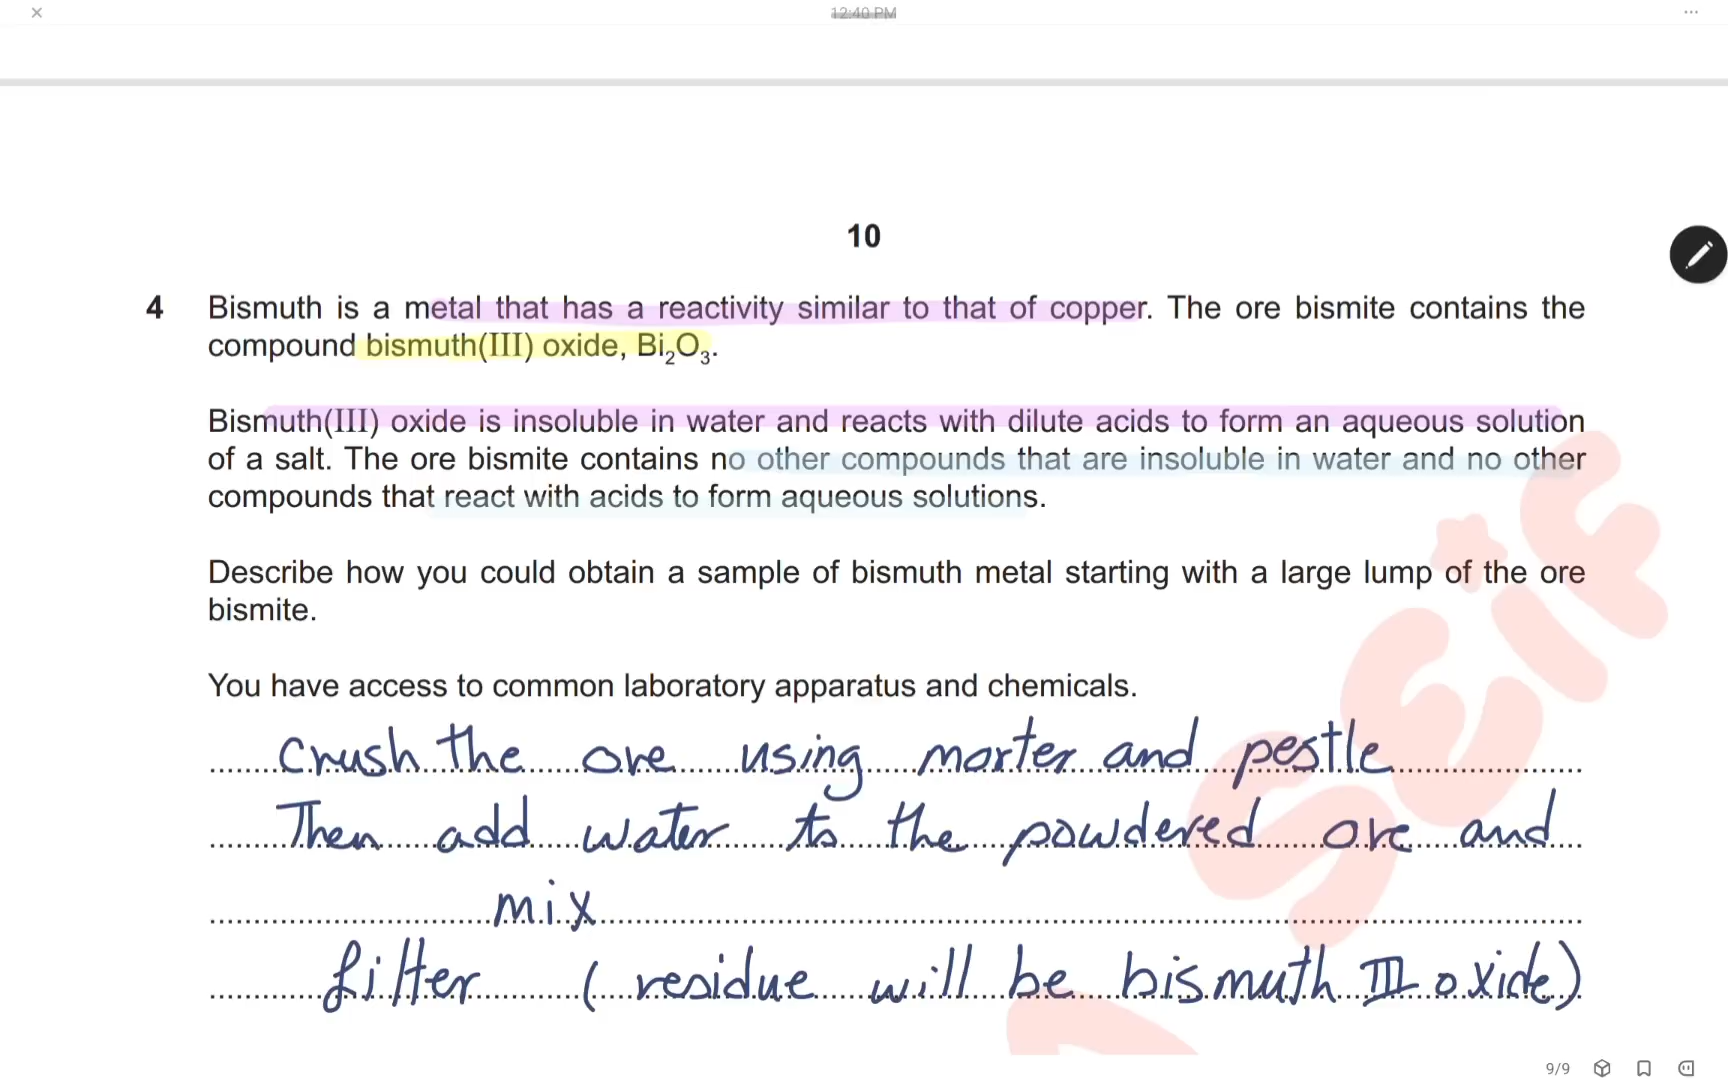 12:40 PM
10
4 Bismuth is a metal that has a reactivity similar to that of copper. The ore bismite contains the
compound bismuth(III) oxide, Bi₂O₃.
Bismuth(III) oxide is insoluble in water and reacts with dilute acids to form an aqueous solution
of a salt. The ore bismite contains no other compounds that are insoluble in water and no other
compounds that react with acids to form aqueous solutions.
Describe how you could obtain a sample of bismuth metal starting with a large lump of the ore
bismite.
You have access to common laboratory apparatus and chemicals.
Crush the ore using morter and pestle
Then add water to the powdered ore and
mix
filter (residue will be bismuth III oxide)
SEIF
9/9